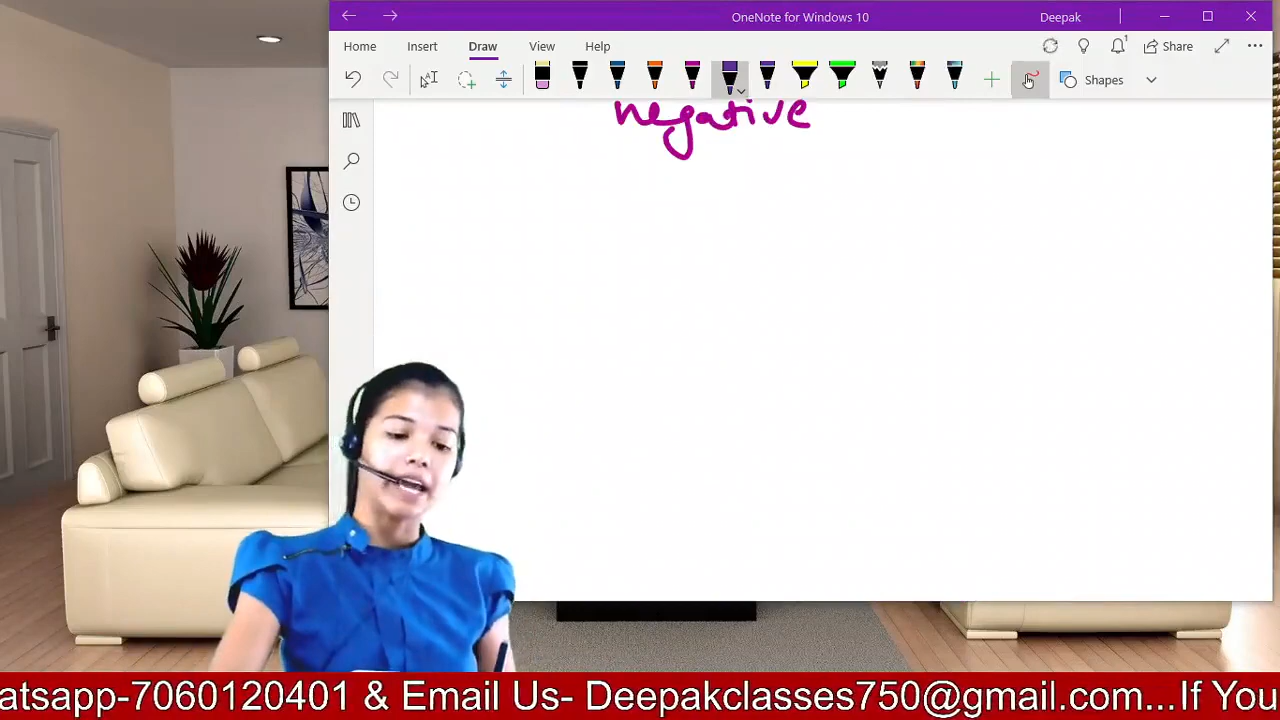 OneNote for Windows 10
Deepak
Home Insert Draw View Help
1
Share
Shapes
negative
atsapp-7060120401 & Email Us- Deepakclasses750@gmail.com...If You